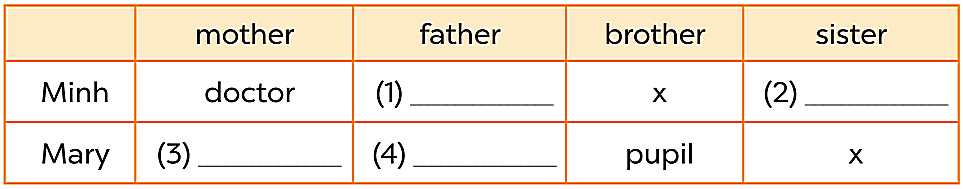 mother father brother sister
Minh doctor (1) __________ x (2) __________
Mary (3) __________ (4) __________ pupil x